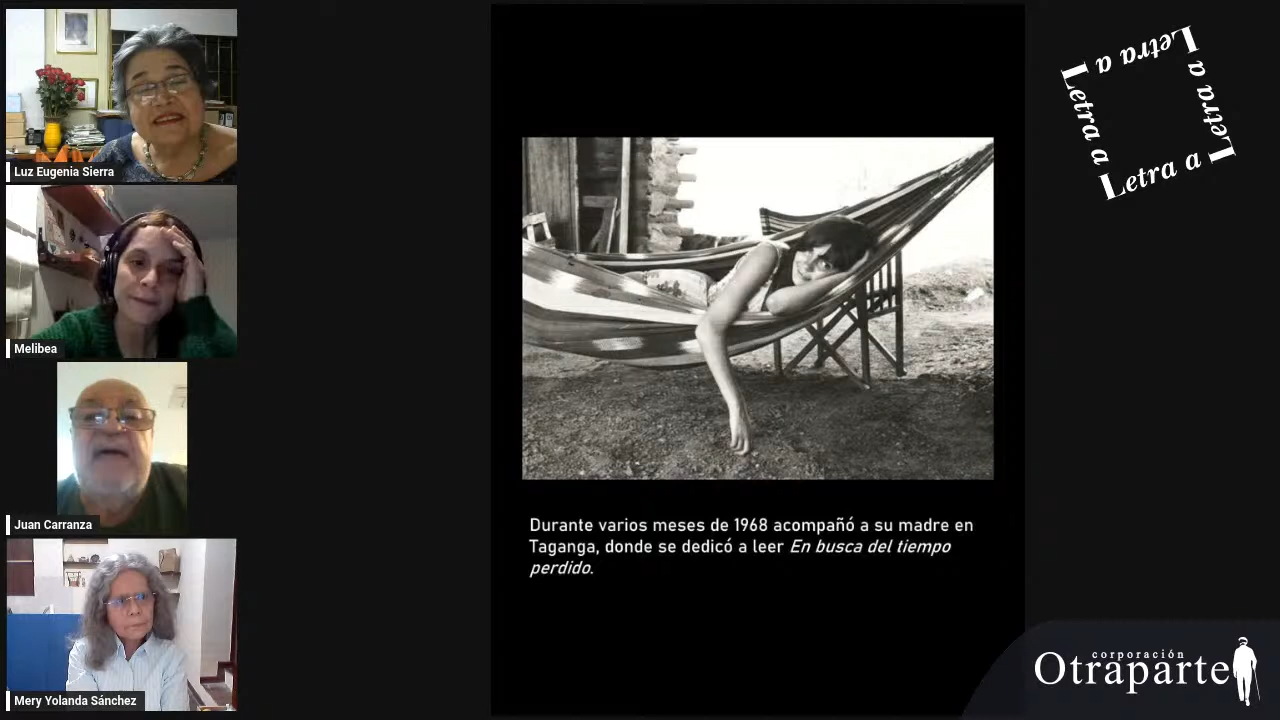 Luz Eugenia Sierra
Melibea
Juan Carranza
Mery Yolanda Sánchez
Durante varios meses de 1968 acompañó a su madre en
Taganga, donde se dedicó a leer En busca del tiempo
perdido.
Letra a
Letra a
Letra a
Letra a
corporación
Otraparte